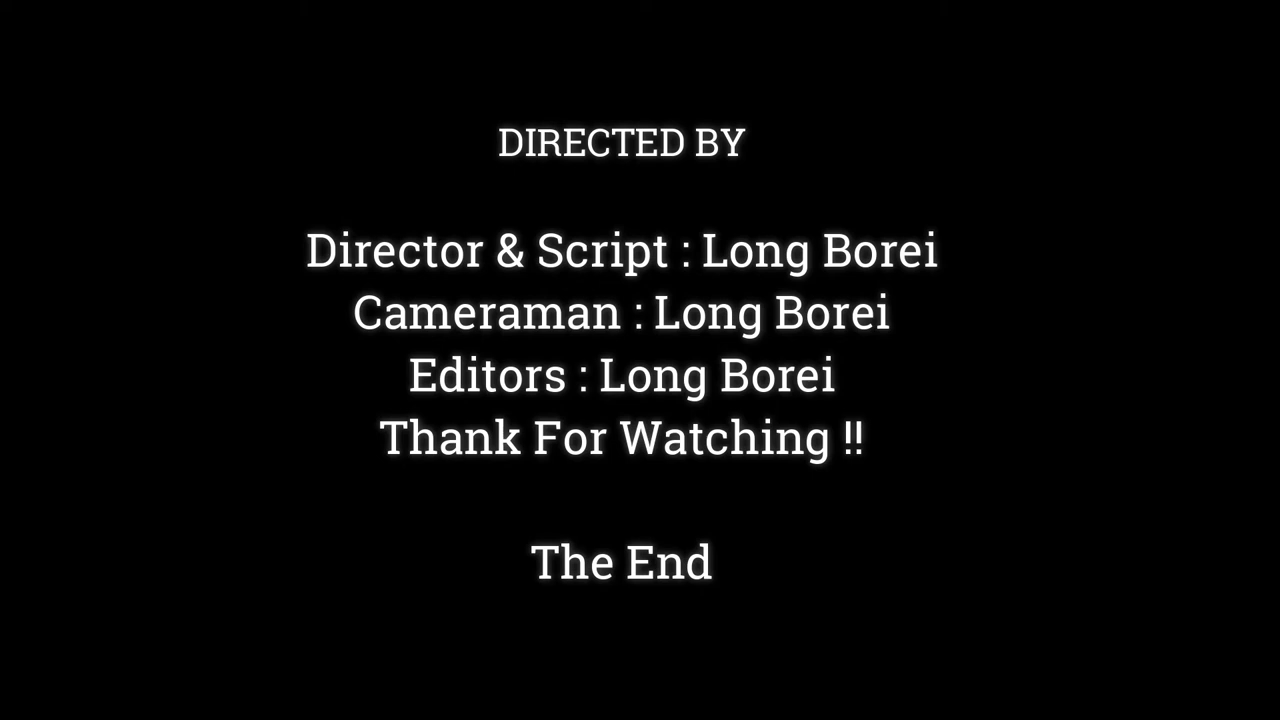 DIRECTED BY
Director & Script : Long Borei
Cameraman : Long Borei
Editors : Long Borei
Thank For Watching !!
The End